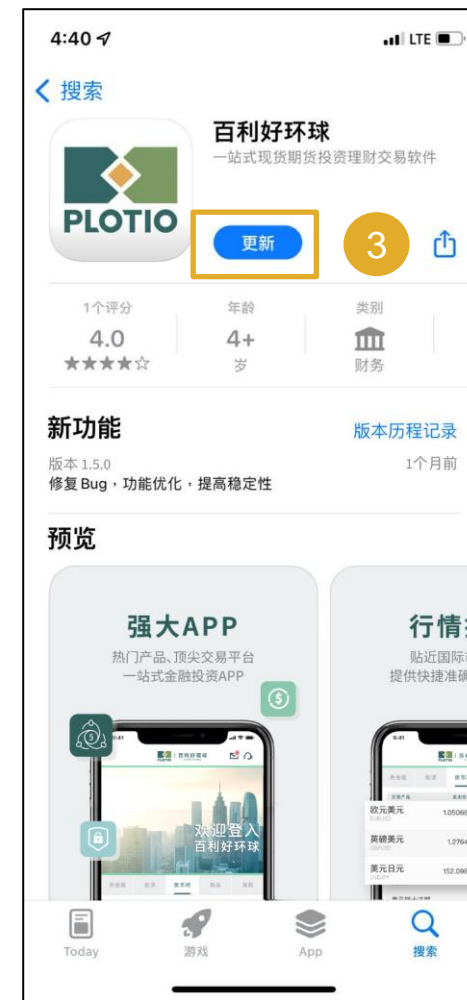 4:40
LTE
搜索
百利好环球
一站式现货期货投资理财交易软件
PLOTIO
更新
3
1个评分
年龄
类别
4.0
4+
岁
财务
新功能
版本历程记录
版本 1.5.0
1个月前
修复 Bug，功能优化，提高稳定性
预览
强大APP
热门产品、顶尖交易平台
一站式金融投资APP
行情
贴近国际
提供快捷准确
欢迎登入
百利好环球
欧元美元
英磅美元
美元日元
Today
游戏
App
搜索